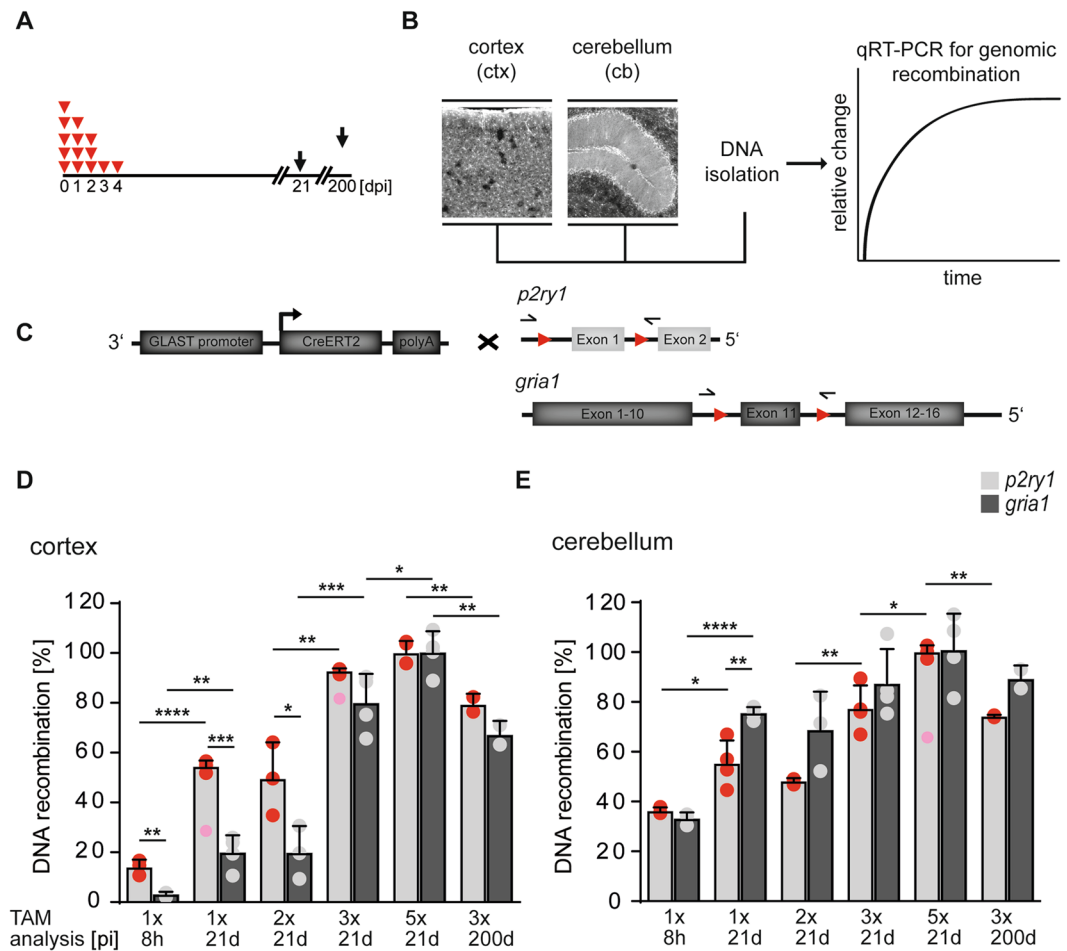 A
0 1 2 3 4 21 200 [dpi]
B
cortex
(ctx)
cerebellum
(cb)
DNA
isolation
qRT-PCR for genomic
recombination
relative change
time
C
3‘ GLAST promoter CreERT2 polyA
p2ry1
Exon 1 Exon 2 5‘
gria1
Exon 1-10 Exon 11 Exon 12-16 5‘
D
cortex
DNA recombination [%]
120
100
80
60
40
20
0
** **** ** *** * ** *** * ** **
TAM 1x 1x 2x 3x 5x 3x
analysis [pi] 8h 21d 21d 21d 21d 200d
E
p2ry1
gria1
cerebellum
DNA recombination [%]
120
100
80
60
40
20
0
* **** ** ** * **
1x 1x 2x 3x 5x 3x
8h 21d 21d 21d 21d 200d